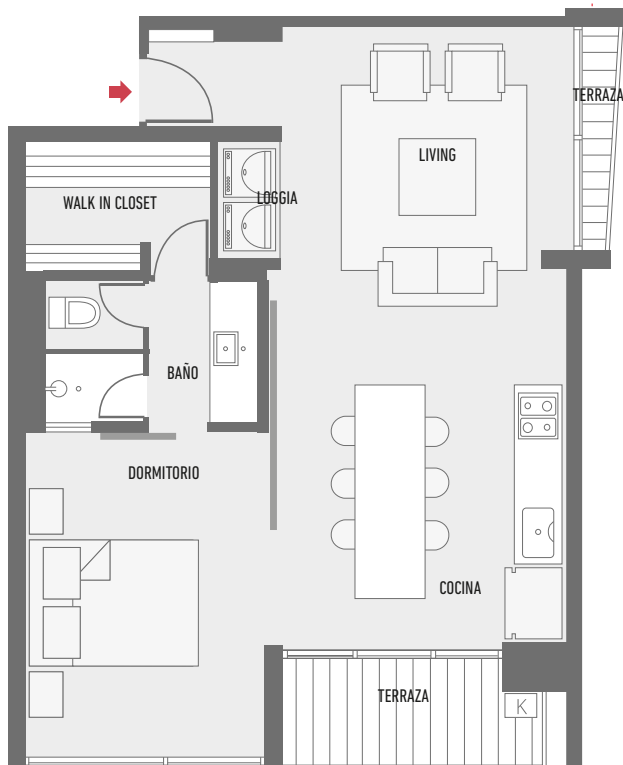 TERRAZA
LIVING
WALK IN CLOSET
LOGGIA
BAÑO
DORMITORIO
COCINA
TERRAZA
K